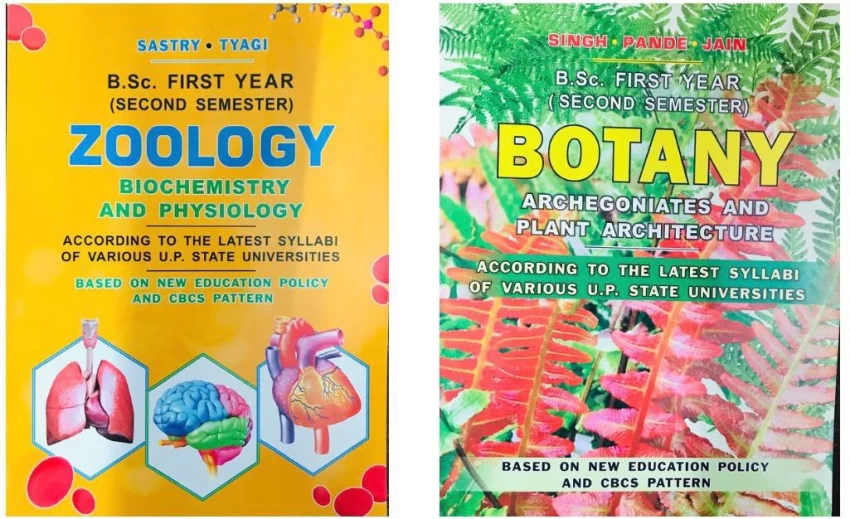 SASTRY • TYAGI
B.Sc. FIRST YEAR
(SECOND SEMESTER)
ZOOLOGY
BIOCHEMISTRY
AND PHYSIOLOGY
ACCORDING TO THE LATEST SYLLABI
OF VARIOUS U.P. STATE UNIVERSITIES
BASED ON NEW EDUCATION POLICY
AND CBCS PATTERN
SINGH • PANDE • JAIN
B.Sc. FIRST YEAR
(SECOND SEMESTER)
BOTANY
ARCHEGONIATES AND
PLANT ARCHITECTURE
ACCORDING TO THE LATEST SYLLABI
OF VARIOUS U.P. STATE UNIVERSITIES
BASED ON NEW EDUCATION POLICY
AND CBCS PATTERN